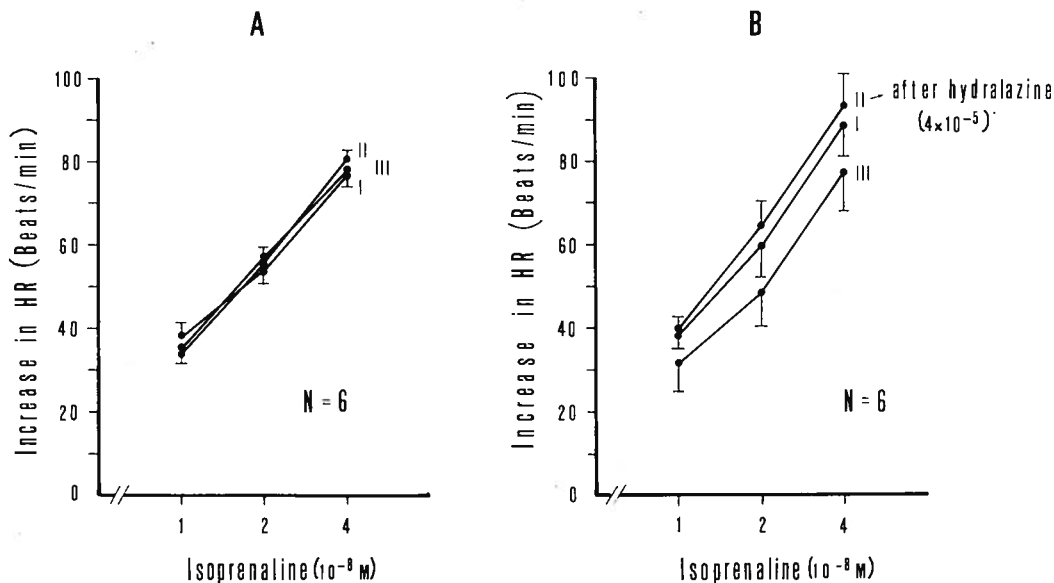 A
B
Increase in HR (Beats/min)
100
80
60
40
20
0
II
III
I
N = 6
1
2
4
Isoprenaline (10⁻⁸ M)
Increase in HR (Beats/min)
100
80
60
40
20
0
II
I
III
after hydralazine
(4×10⁻⁵)
N = 6
1
2
4
Isoprenaline (10⁻⁸ M)